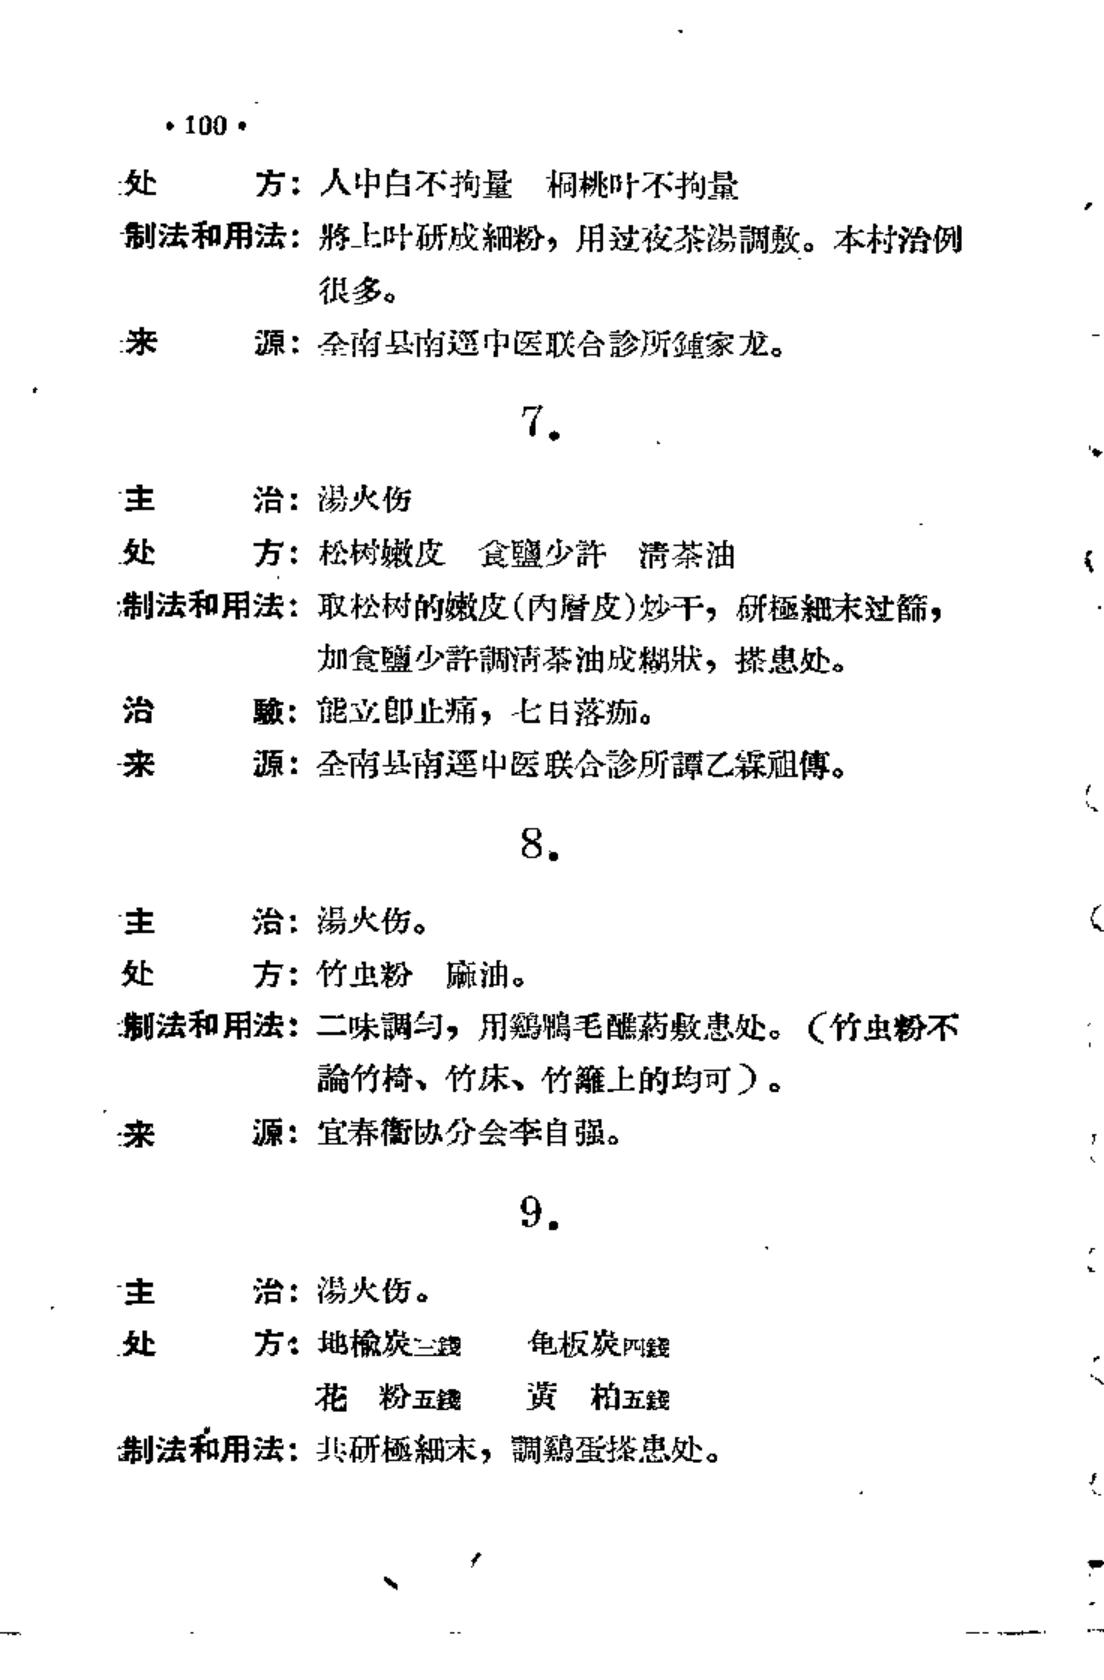 • 100 •
处 方：人中白不拘量 桐桃叶不拘量
制法和用法：將上叶研成細粉，用过夜茶湯調敷。本村治例
很多。
来 源：全南县南逕中医联合診所鍾家龙。
7.
主 治：湯火伤
处 方：松树嫩皮 食鹽少許 清茶油
制法和用法：取松树的嫩皮(内層皮)炒干，研極細末过篩，
加食鹽少許調清茶油成糊狀，搽患处。
治 驗：能立卽止痛，七日落痂。
来 源：全南县南逕中医联合診所譚乙霖祖傳。
8.
主 治：湯火伤。
处 方：竹虫粉 麻油。
制法和用法：二味調匀，用鷄鴨毛醮葯敷患处。（竹虫粉不
論竹椅、竹床、竹籬上的均可）。
来 源：宜春衞协分会李自强。
9.
主 治：湯火伤。
处 方：地榆炭三錢 龟板炭四錢
花 粉五錢 黃 柏五錢
制法和用法：共研極細末，調鷄蛋搽患处。